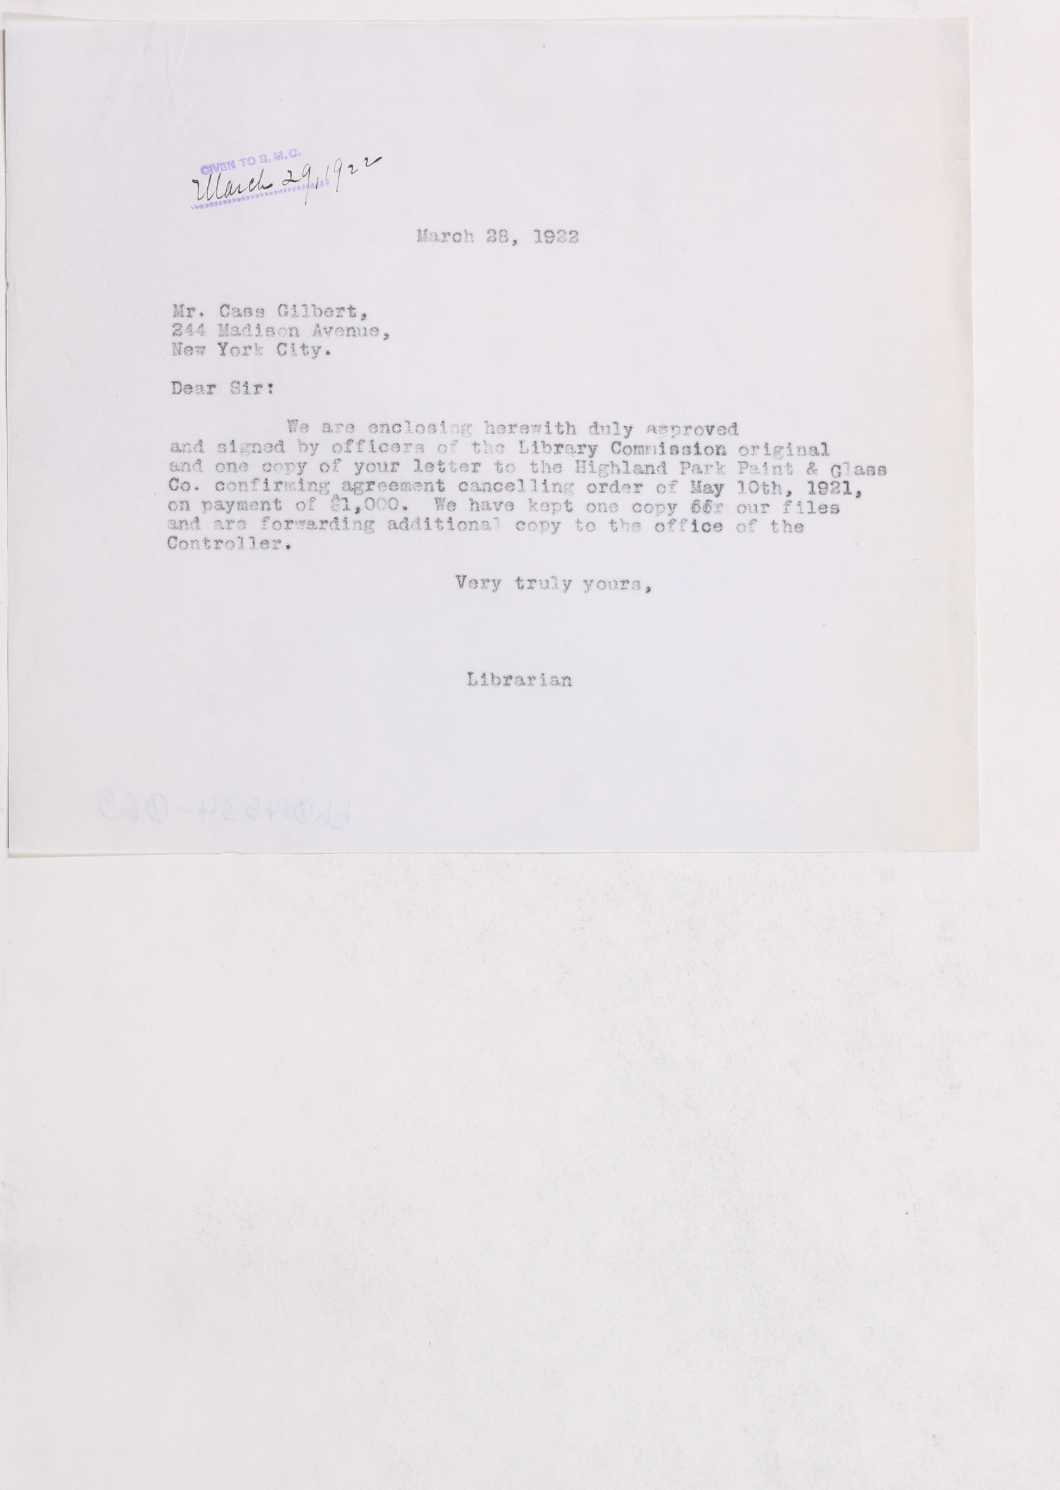 GIVEN TO B. M. C.
March 29, 1922
March 28, 1922
Mr. Cass Gilbert,
244 Madison Avenue,
New York City.
Dear Sir:
We are enclosing herewith duly approved
and signed by officers of the Library Commission original
and one copy of your letter to the Highland Park Paint & Glass
Co. confirming agreement cancelling order of May 10th, 1921,
on payment of $1,000. We have kept one copy for our files
and are forwarding additional copy to the office of the
Controller.
Very truly yours,
Librarian